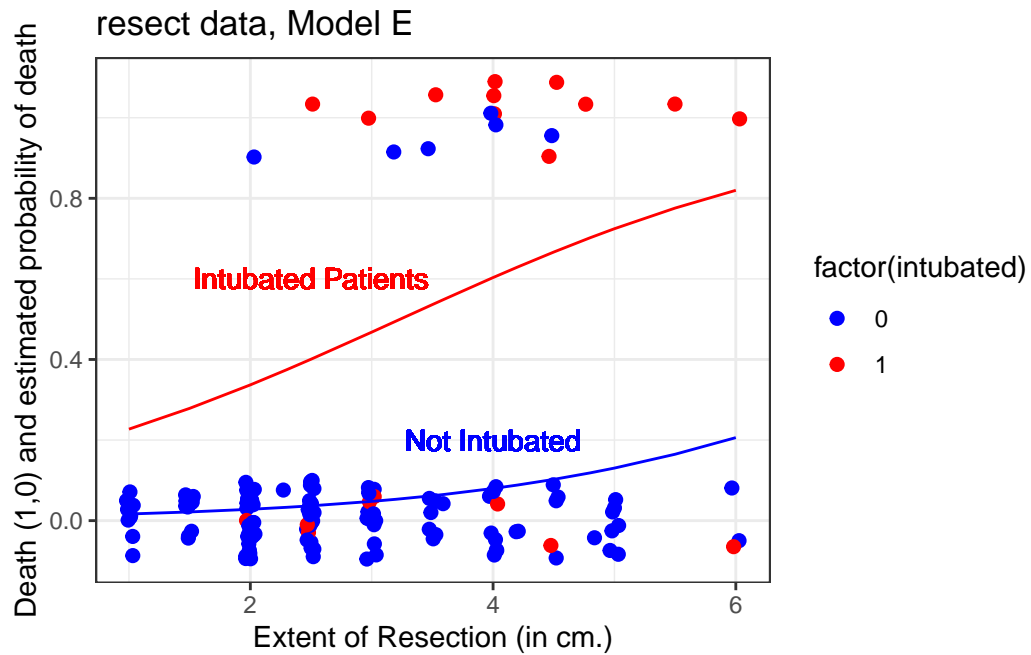 resect data, Model E
Death (1,0) and estimated probability of death
0.8
0.4
0.0
Intubated Patients
Not Intubated
2
4
6
Extent of Resection (in cm.)
factor(intubated)
0
1